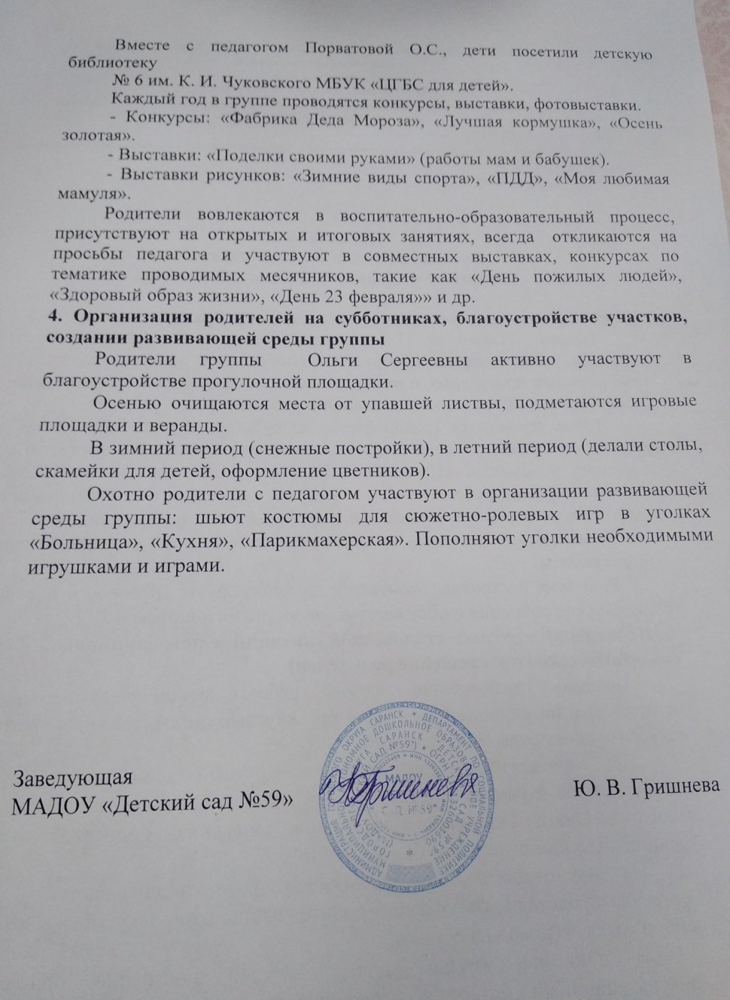 Вместе с педагогом Порватовой О.С., дети посетили детскую
библиотеку
№ 6 им. К. И. Чуковского МБУК «ЦГБС для детей».
Каждый год в группе проводятся конкурсы, выставки, фотовыставки.
- Конкурсы: «Фабрика Деда Мороза», «Лучшая кормушка», «Осень
золотая».
- Выставки: «Поделки своими руками» (работы мам и бабушек).
- Выставки рисунков: «Зимние виды спорта», «ПДД», «Моя любимая
мамуля».
Родители вовлекаются в воспитательно-образовательный процесс,
присутствуют на открытых и итоговых занятиях, всегда откликаются на
просьбы педагога и участвуют в совместных выставках, конкурсах по
тематике проводимых месячников, такие как «День пожилых людей»,
«Здоровый образ жизни», «День 23 февраля»» и др.
4. Организация родителей на субботниках, благоустройстве участков,
создании развивающей среды группы
Родители группы Ольги Сергеевны активно участвуют в
благоустройстве прогулочной площадки.
Осенью очищаются места от упавшей листвы, подметаются игровые
площадки и веранды.
В зимний период (снежные постройки), в летний период (делали столы,
скамейки для детей, оформление цветников).
Охотно родители с педагогом участвуют в организации развивающей
среды группы: шьют костюмы для сюжетно-ролевых игр в уголках
«Больница», «Кухня», «Парикмахерская». Пополняют уголки необходимыми
игрушками и играми.
Заведующая
МАДОУ «Детский сад №59»
Ю. В. Гришнева
МАДОУ